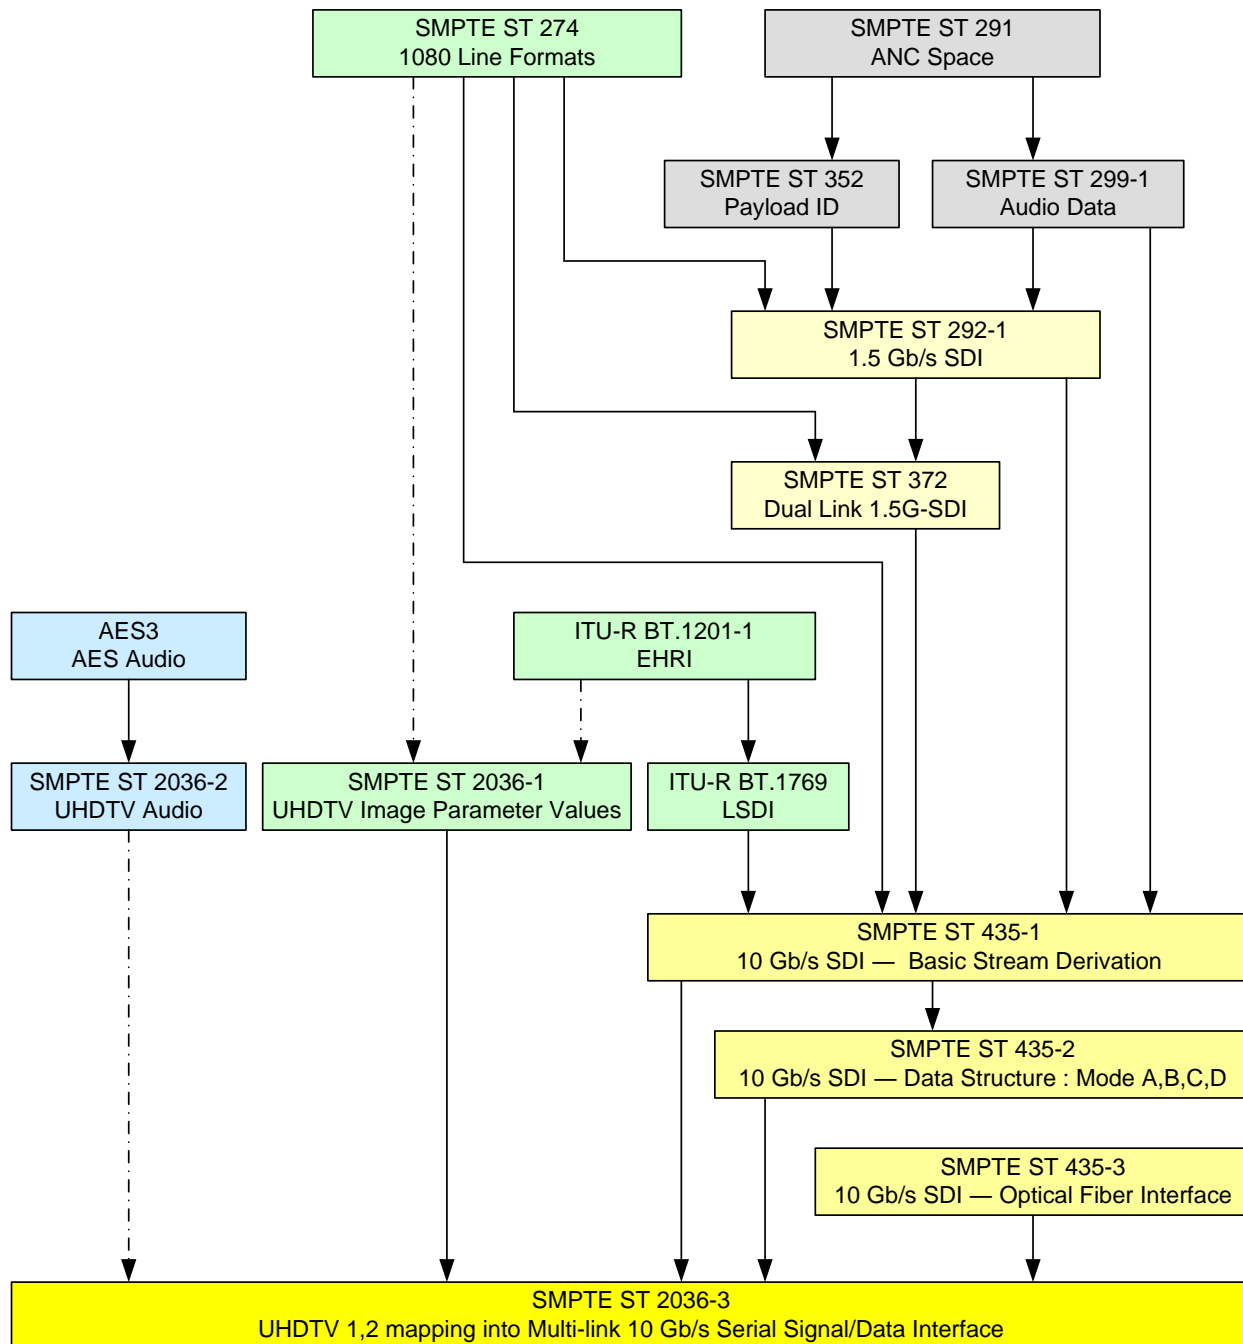 SMPTE ST 274
1080 Line Formats
SMPTE ST 291
ANC Space
SMPTE ST 352
Payload ID
SMPTE ST 299-1
Audio Data
SMPTE ST 292-1
1.5 Gb/s SDI
SMPTE ST 372
Dual Link 1.5G-SDI
AES3
AES Audio
ITU-R BT.1201-1
EHRI
SMPTE ST 2036-2
UHDTV Audio
SMPTE ST 2036-1
UHDTV Image Parameter Values
ITU-R BT.1769
LSDI
SMPTE ST 435-1
10 Gb/s SDI — Basic Stream Derivation
SMPTE ST 435-2
10 Gb/s SDI — Data Structure : Mode A,B,C,D
SMPTE ST 435-3
10 Gb/s SDI — Optical Fiber Interface
SMPTE ST 2036-3
UHDTV 1,2 mapping into Multi-link 10 Gb/s Serial Signal/Data Interface